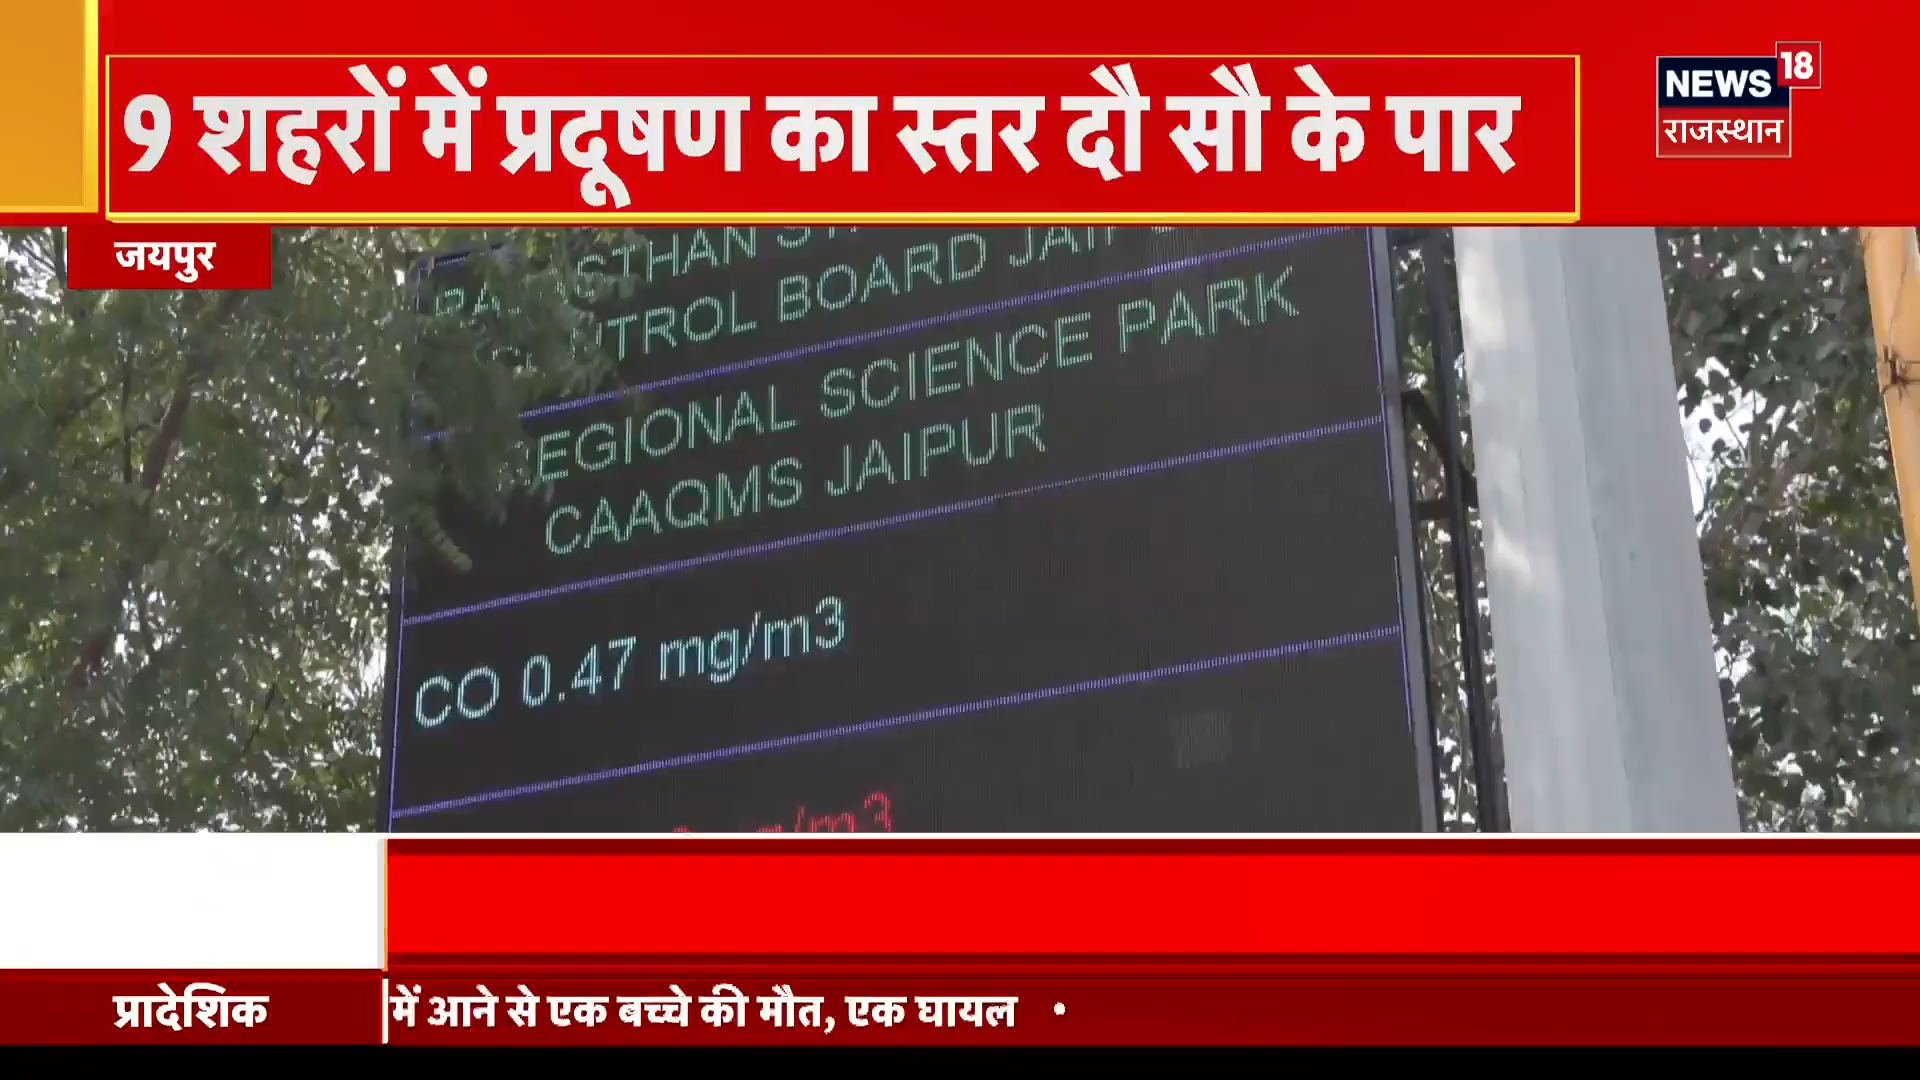 9 शहरों में प्रदूषण का स्तर दौ सौ के पार
NEWS 18
राजस्थान
जयपुर
CONTROL BOARD
REGIONAL SCIENCE PARK
CAAQMS JAIPUR
CO 0.47 mg/m3
प्रादेशिक
में आने से एक बच्चे की मौत, एक घायल •